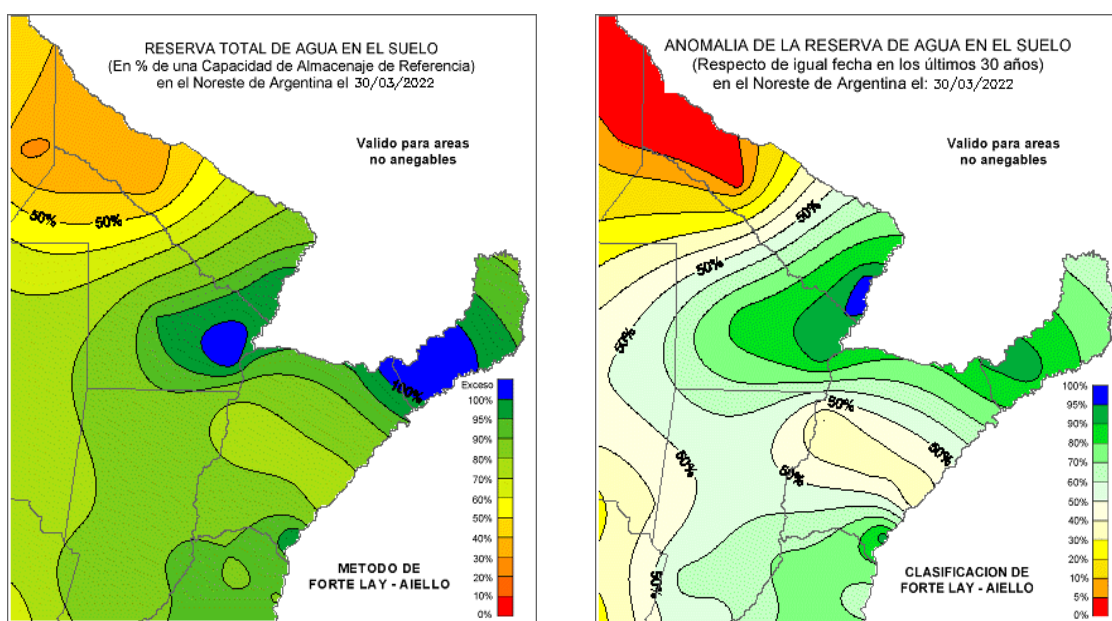 RESERVA TOTAL DE AGUA EN EL SUELO
(En % de una Capacidad de Almacenaje de Referencia)
en el Noreste de Argentina el 30/03/2022
Valido para areas
no anegables
50%
50%
100%
Exceso
100%
95%
90%
80%
70%
60%
50%
40%
30%
20%
10%
0%
METODO DE
FORTE LAY - AIELLO
ANOMALIA DE LA RESERVA DE AGUA EN EL SUELO
(Respecto de igual fecha en los últimos 30 años)
en el Noreste de Argentina el: 30/03/2022
Valido para areas
no anegables
50%
50%
50%
50%
50%
50%
50%
50%
100%
95%
90%
80%
70%
60%
50%
40%
30%
20%
10%
5%
0%
CLASIFICACION DE
FORTE LAY - AIELLO